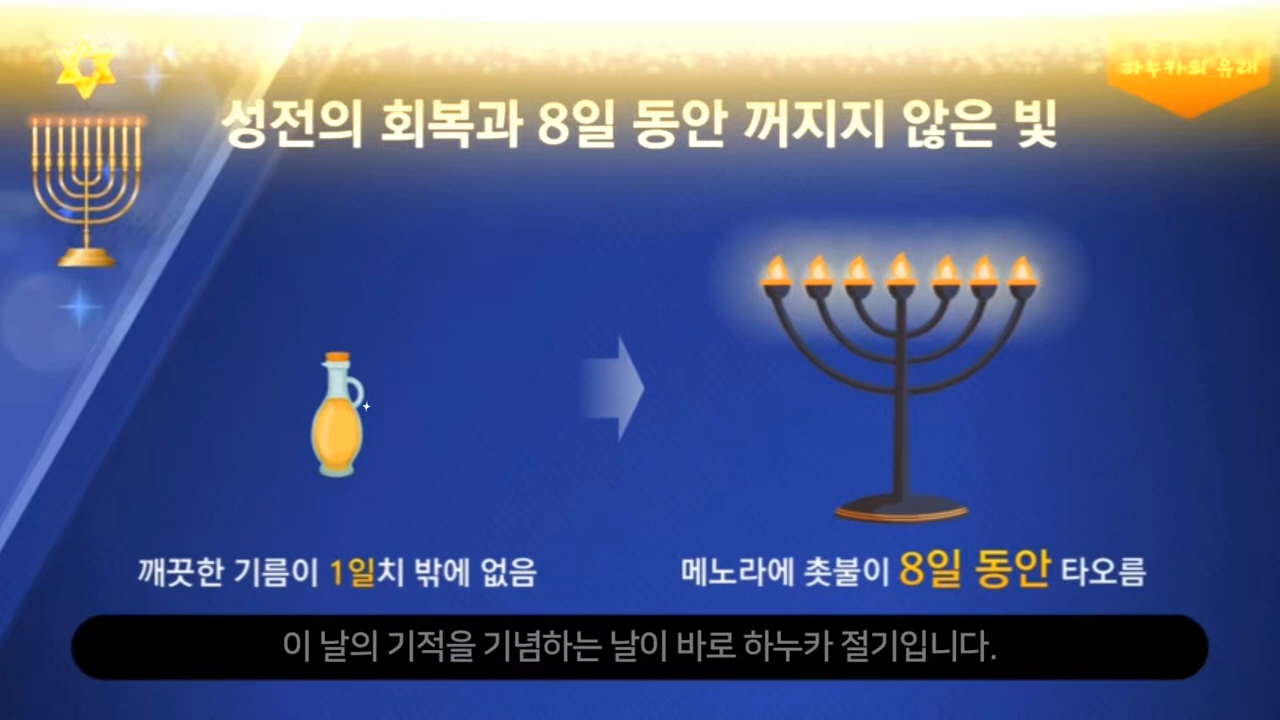 하누카의 유래
성전의 회복과 8일 동안 꺼지지 않은 빛
깨끗한 기름이 1일치 밖에 없음
메노라에 촛불이 8일 동안 타오름
이 날의 기적을 기념하는 날이 바로 하누카 절기입니다.